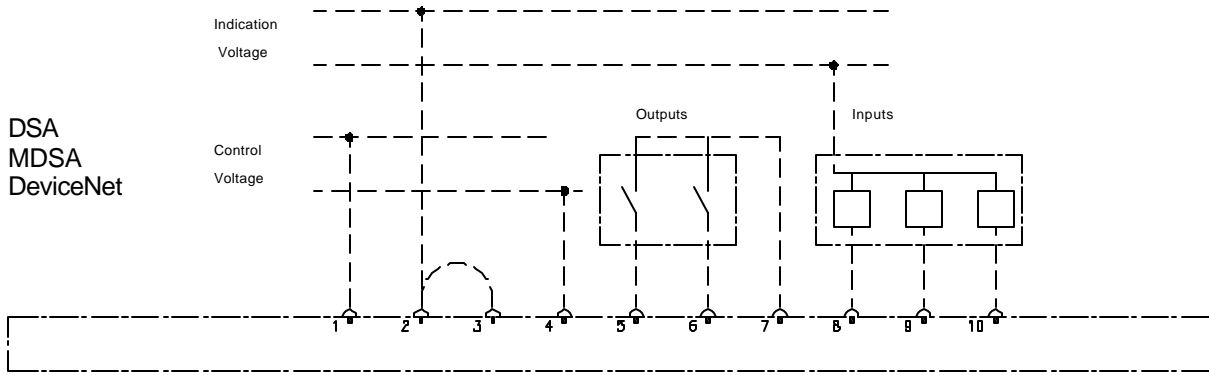 Indication
Voltage
Outputs
Inputs
DSA
MDSA
DeviceNet
Control
Voltage
1 2 3 4 5 6 7 8 9 10